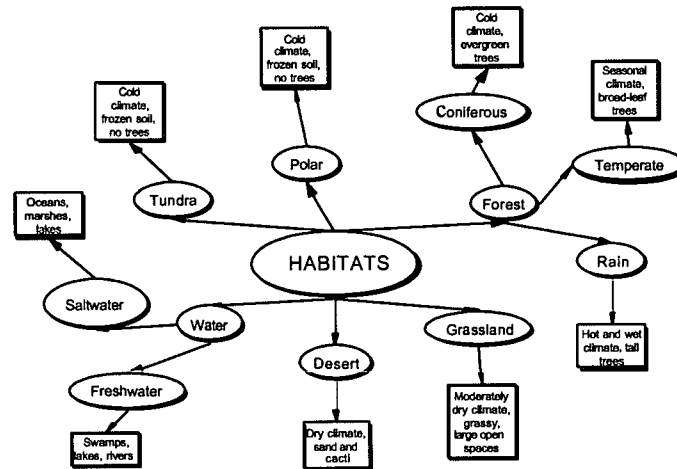 Cold
climate,
frozen soil,
no trees
Cold
climate,
evergreen
trees
Seasonal
climate,
broad-leaf
trees
Cold
climate,
frozen soil,
no trees
Coniferous
Polar
Temperate
Tundra
Forest
Oceans,
marshes,
lakes
HABITATS
Rain
Saltwater
Water
Grassland
Desert
Hot and wet
climate, tall
trees
Freshwater
Moderately
dry climate,
grassy,
large open
spaces
Swamps,
lakes, rivers
Dry climate,
sand and
cacti